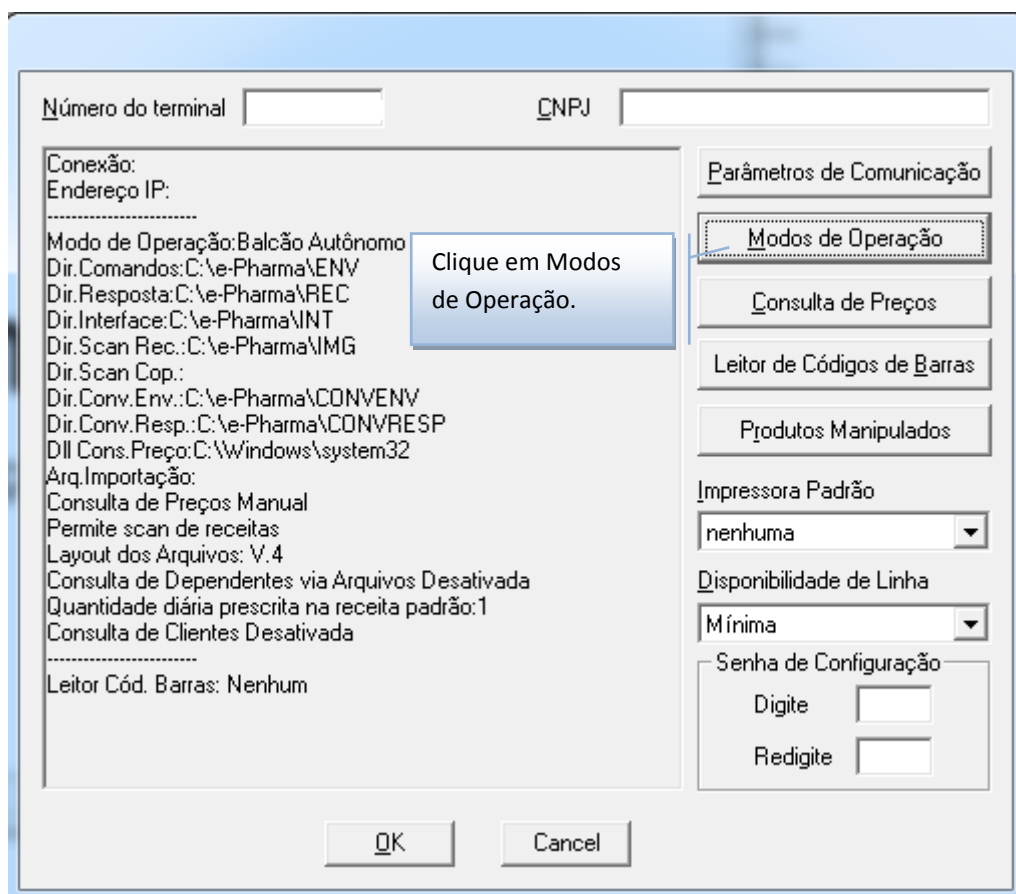 Número do terminal
CNPJ
Conexão:
Endereço IP:
-------------------------
Modo de Operação:Balcão Autônomo
Dir.Comandos:C:\e-Pharma\ENV
Dir.Resposta:C:\e-Pharma\REC
Dir.Interface:C:\e-Pharma\INT
Dir.Scan Rec.:C:\e-Pharma\IMG
Dir.Scan Cop.:
Dir.Conv.Env.:C:\e-Pharma\CONVENV
Dir.Conv.Resp.:C:\e-Pharma\CONVRESP
Dll Cons.Preço:C:\Windows\system32
Arq.Importação:
Consulta de Preços Manual
Permite scan de receitas
Layout dos Arquivos: V.4
Consulta de Dependentes via Arquivos Desativada
Quantidade diária prescrita na receita padrão:1
Consulta de Clientes Desativada
-------------------------
Leitor Cód. Barras: Nenhum
Clique em Modos
de Operação.
Parâmetros de Comunicação
Modos de Operação
Consulta de Preços
Leitor de Códigos de Barras
Produtos Manipulados
Impressora Padrão
nenhuma
Disponibilidade de Linha
Mínima
Senha de Configuração
Digite
Redigite
OK
Cancel